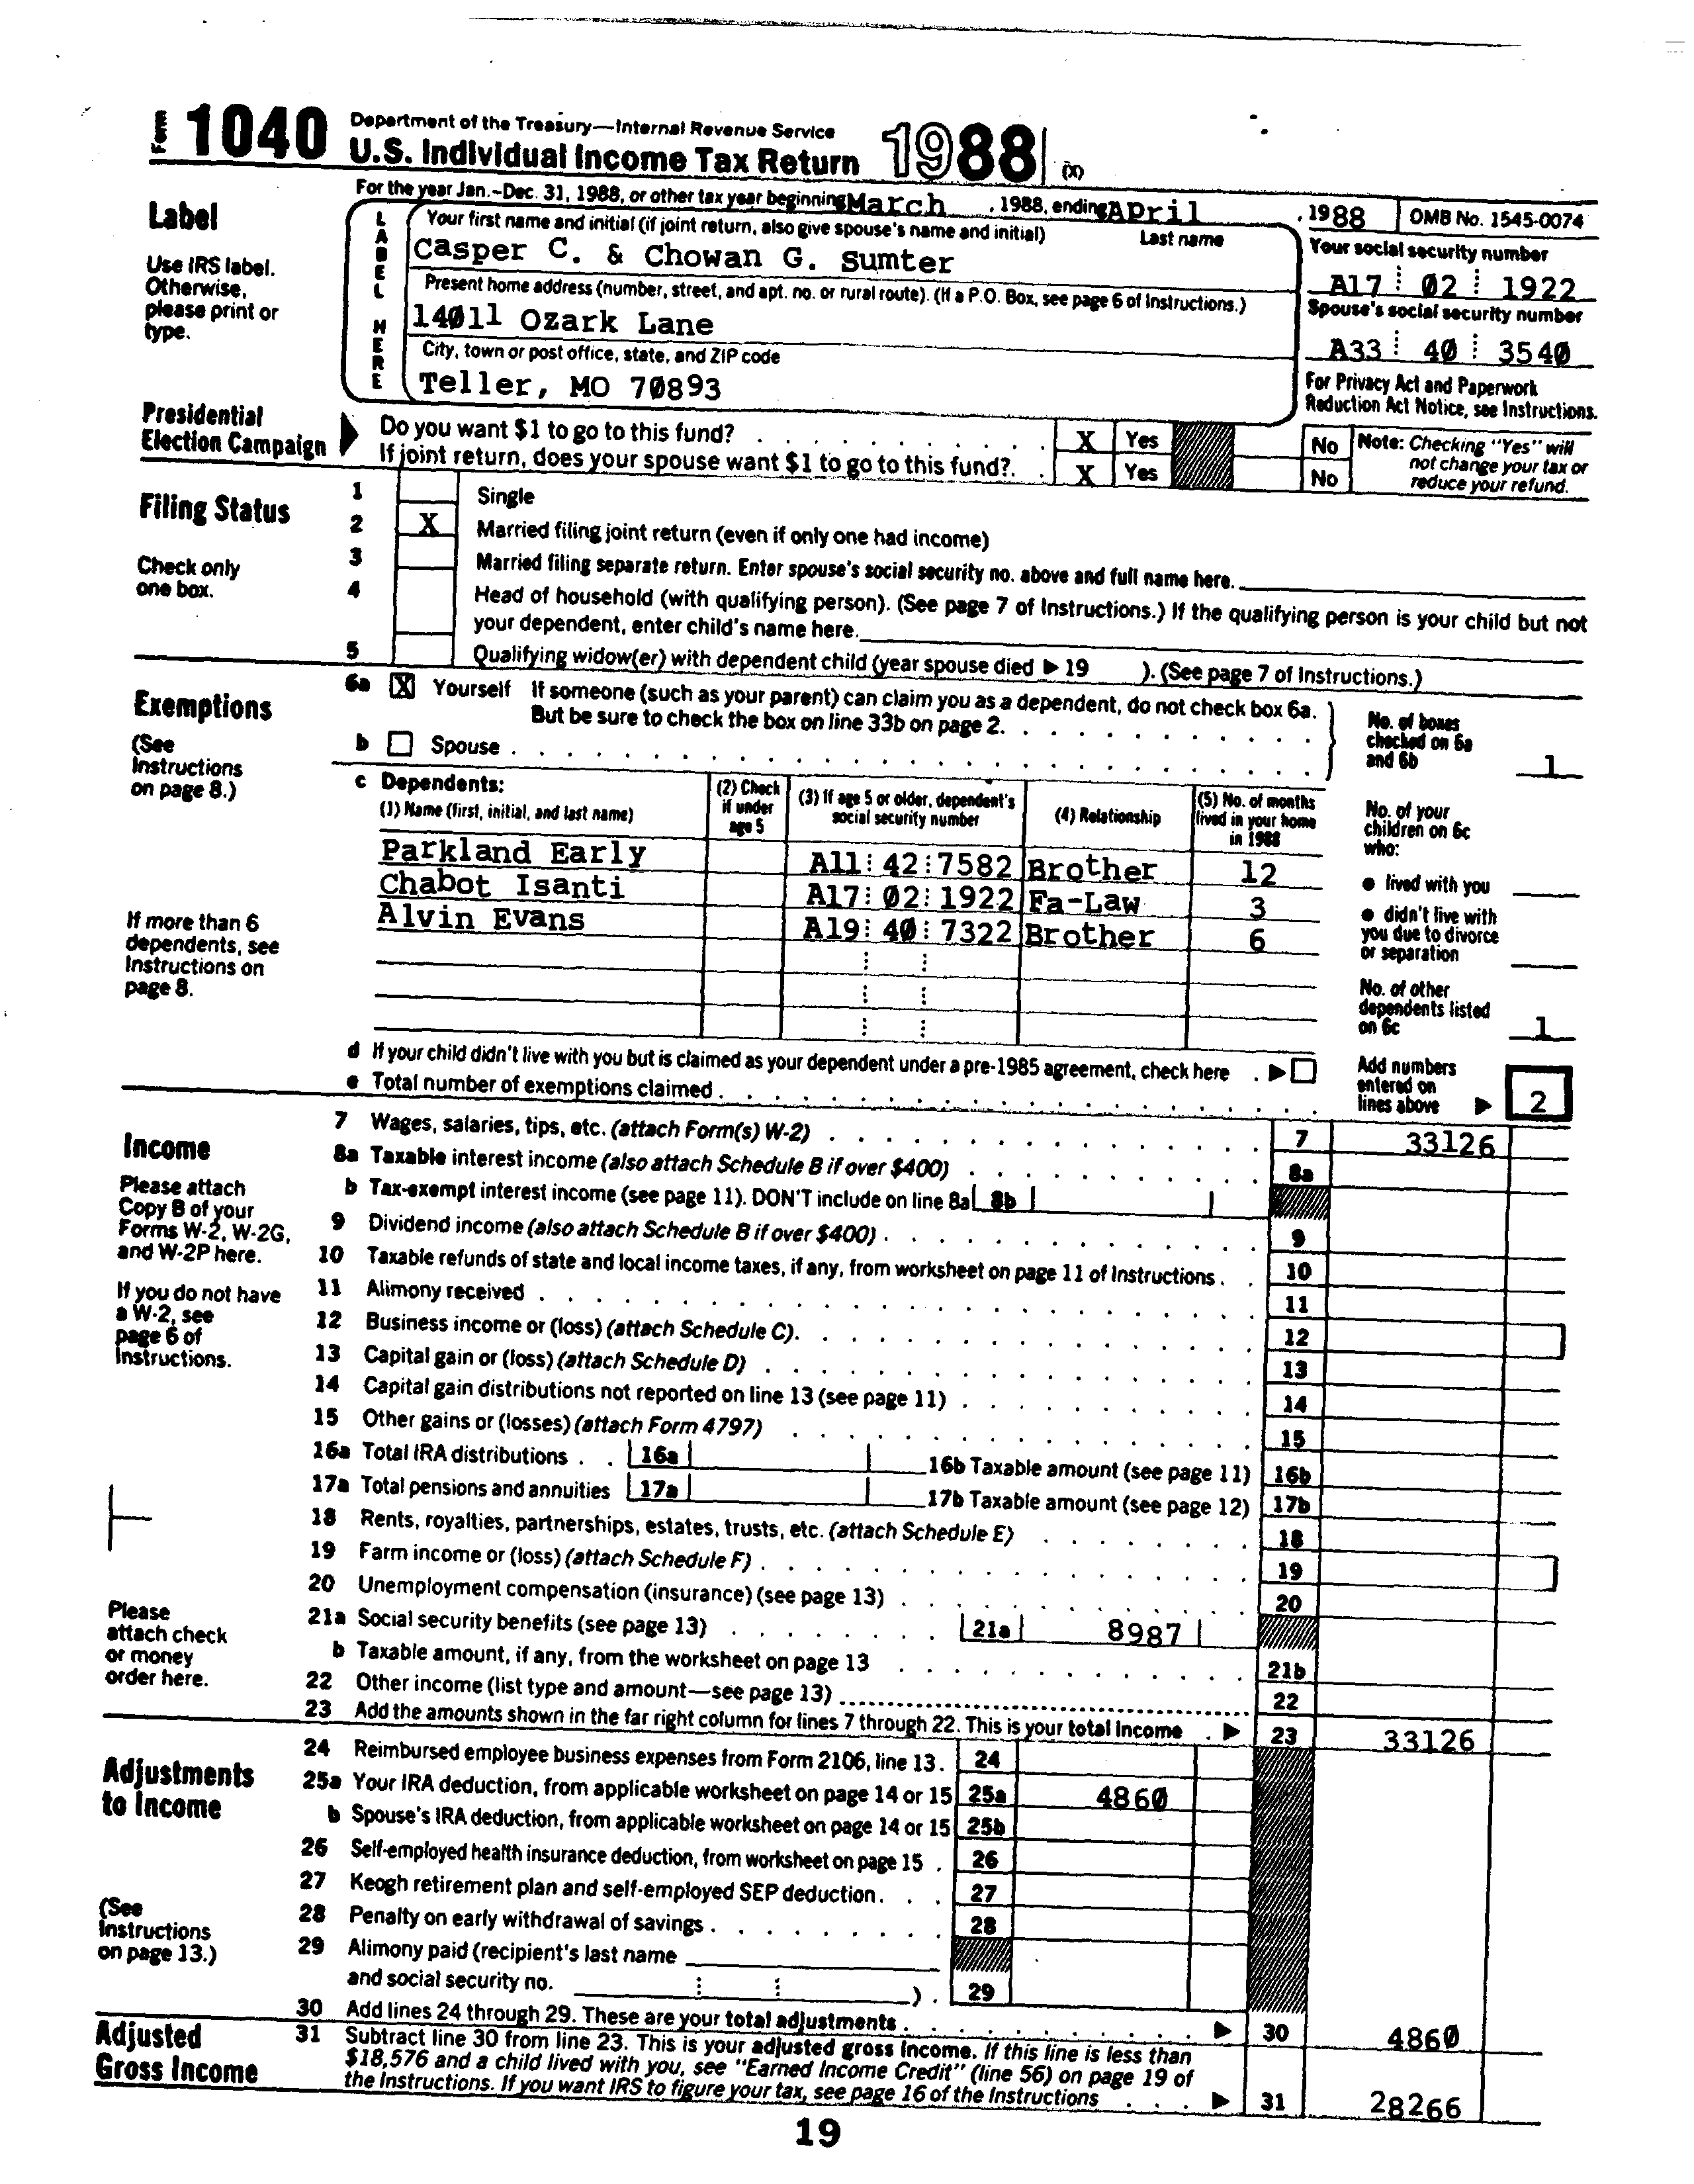 Form 1040 Department of the Treasury—Internal Revenue Service
U.S. Individual Income Tax Return 1988 (X)
For the year Jan.-Dec. 31, 1988, or other tax year beginning March , 1988, ending April , 1988 OMB No. 1545-0074
Label
Use IRS label.
Otherwise,
please print or
type.
LABEL HERE
Your first name and initial (if joint return, also give spouse's name and initial) Last name
Casper C. & Chowan G. Sumter
Your social security number
A17 02 1922
Present home address (number, street, and apt. no. or rural route). (If a P.O. Box, see page 6 of Instructions.)
14011 Ozark Lane
Spouse's social security number
A33 40 3540
City, town or post office, state, and ZIP code
Teller, MO 70893
For Privacy Act and Paperwork
Reduction Act Notice, see Instructions.
Presidential
Election Campaign
Do you want $1 to go to this fund? X Yes No
If joint return, does your spouse want $1 to go to this fund? X Yes No
Note: Checking "Yes" will
not change your tax or
reduce your refund.
Filing Status
Check only
one box.
1 Single
2 X Married filing joint return (even if only one had income)
3 Married filing separate return. Enter spouse's social security no. above and full name here.
4 Head of household (with qualifying person). (See page 7 of Instructions.) If the qualifying person is your child but not
your dependent, enter child's name here.
5 Qualifying widow(er) with dependent child (year spouse died ▶ 19 ). (See page 7 of Instructions.)
Exemptions
(See
Instructions
on page 8.)
6a X Yourself If someone (such as your parent) can claim you as a dependent, do not check box 6a.
But be sure to check the box on line 33b on page 2.
b Spouse
No. of boxes
checked on 6a
and 6b 1
c Dependents:
(1) Name (first, initial, and last name)
(2) Check
if under
age 5
(3) If age 5 or older, dependent's
social security number
(4) Relationship
(5) No. of months
lived in your home
in 1988
Parkland Early A11 42 7582 Brother 12
Chabot Isanti A17 02 1922 Fa-Law 3
Alvin Evans A19 40 7322 Brother 6
If more than 6
dependents, see
Instructions on
page 8.
No. of your
children on 6c
who:
● lived with you
● didn't live with
you due to divorce
or separation
No. of other
dependents listed
on 6c 1
d If your child didn't live with you but is claimed as your dependent under a pre-1985 agreement, check here ▶
e Total number of exemptions claimed
Add numbers
entered on
lines above ▶ 2
Income
Please attach
Copy B of your
Forms W-2, W-2G,
and W-2P here.
If you do not have
a W-2, see
page 6 of
Instructions.
Please
attach check
or money
order here.
7 Wages, salaries, tips, etc. (attach Form(s) W-2) 7 33126
8a Taxable interest income (also attach Schedule B if over $400) 8a
b Tax-exempt interest income (see page 11). DON'T include on line 8a 8b
9 Dividend income (also attach Schedule B if over $400) 9
10 Taxable refunds of state and local income taxes, if any, from worksheet on page 11 of Instructions 10
11 Alimony received 11
12 Business income or (loss) (attach Schedule C) 12
13 Capital gain or (loss) (attach Schedule D) 13
14 Capital gain distributions not reported on line 13 (see page 11) 14
15 Other gains or (losses) (attach Form 4797) 15
16a Total IRA distributions 16a 16b Taxable amount (see page 11) 16b
17a Total pensions and annuities 17a 17b Taxable amount (see page 12) 17b
18 Rents, royalties, partnerships, estates, trusts, etc. (attach Schedule E) 18
19 Farm income or (loss) (attach Schedule F) 19
20 Unemployment compensation (insurance) (see page 13) 20
21a Social security benefits (see page 13) 21a 8987
b Taxable amount, if any, from the worksheet on page 13 21b
22 Other income (list type and amount—see page 13) 22
23 Add the amounts shown in the far right column for lines 7 through 22. This is your total income ▶ 23 33126
Adjustments
to Income
(See
Instructions
on page 13.)
24 Reimbursed employee business expenses from Form 2106, line 13. 24
25a Your IRA deduction, from applicable worksheet on page 14 or 15 25a 4860
b Spouse's IRA deduction, from applicable worksheet on page 14 or 15 25b
26 Self-employed health insurance deduction, from worksheet on page 15 26
27 Keogh retirement plan and self-employed SEP deduction 27
28 Penalty on early withdrawal of savings 28
29 Alimony paid (recipient's last name
and social security no. ) 29
30 Add lines 24 through 29. These are your total adjustments ▶ 30 4860
Adjusted
Gross Income
31 Subtract line 30 from line 23. This is your adjusted gross income. If this line is less than
$18,576 and a child lived with you, see "Earned Income Credit" (line 56) on page 19 of
the Instructions. If you want IRS to figure your tax, see page 16 of the Instructions ▶ 31 28266
19